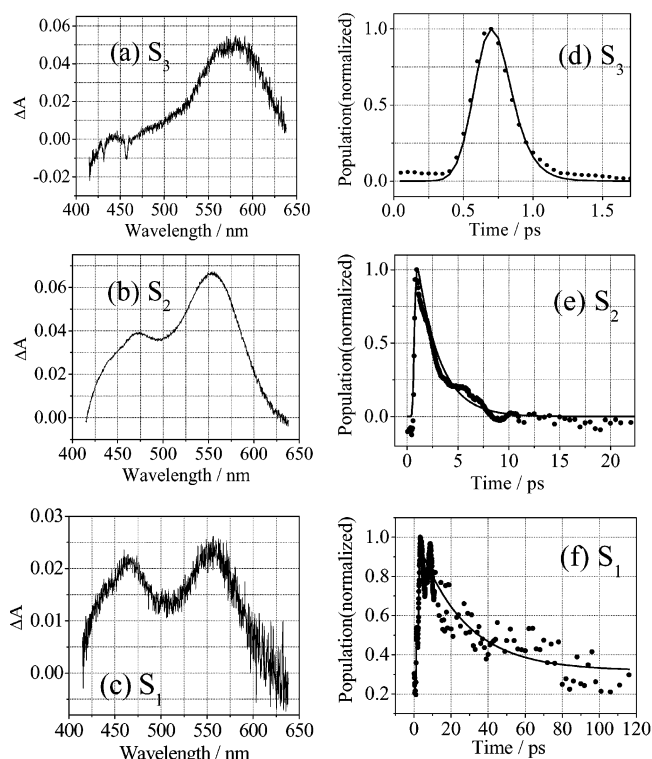 (a) S3
ΔA
0.06
0.04
0.02
0.00
-0.02
400 450 500 550 600 650
Wavelength / nm
(d) S3
Population(normalized)
1.0
0.5
0.0
0.0 0.5 1.0 1.5
Time / ps
(b) S2
ΔA
0.06
0.04
0.02
0.00
400 450 500 550 600 650
Wavelength / nm
(e) S2
Population(normalized)
1.0
0.5
0.0
0 5 10 15 20
Time / ps
(c) S1
ΔA
0.03
0.02
0.01
0.00
400 450 500 550 600 650
Wavelength / nm
(f) S1
Population(normalized)
1.0
0.8
0.6
0.4
0.2
0 20 40 60 80 100 120
Time / ps